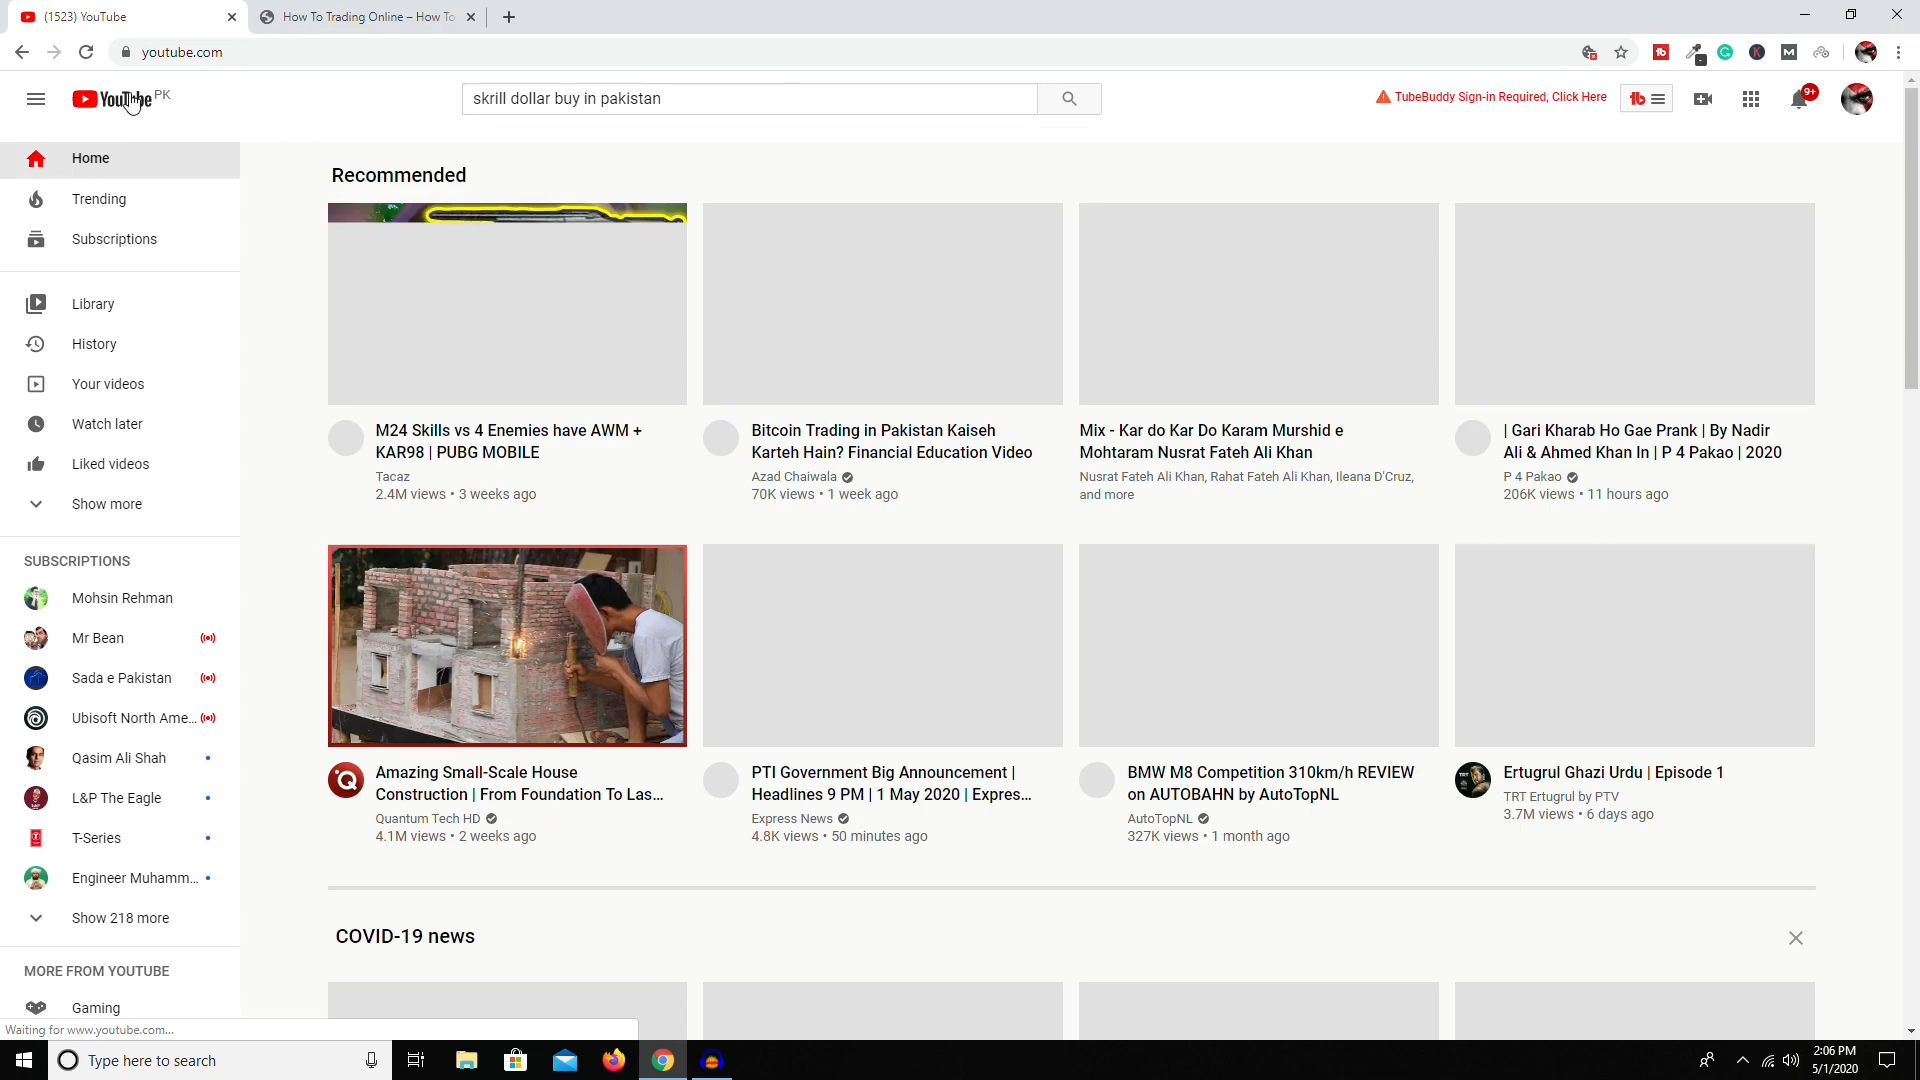 (1523) YouTube
How To Trading Online – How To
youtube.com
YouTube PK
skrill dollar buy in pakistan
TubeBuddy Sign-in Required, Click Here
9+
Home
Trending
Subscriptions
Library
History
Your videos
Watch later
Liked videos
Show more
SUBSCRIPTIONS
Mohsin Rehman
Mr Bean
Sada e Pakistan
Ubisoft North Ame...
Qasim Ali Shah
L&P The Eagle
T-Series
Engineer Muhamm...
Show 218 more
MORE FROM YOUTUBE
Gaming
Recommended
M24 Skills vs 4 Enemies have AWM +
KAR98 | PUBG MOBILE
Tacaz
2.4M views • 3 weeks ago
Bitcoin Trading in Pakistan Kaiseh
Karteh Hain? Financial Education Video
Azad Chaiwala
70K views • 1 week ago
Mix - Kar do Kar Do Karam Murshid e
Mohtaram Nusrat Fateh Ali Khan
Nusrat Fateh Ali Khan, Rahat Fateh Ali Khan, Ileana D'Cruz,
and more
| Gari Kharab Ho Gae Prank | By Nadir
Ali & Ahmed Khan In | P 4 Pakao | 2020
P 4 Pakao
206K views • 11 hours ago
Amazing Small-Scale House
Construction | From Foundation To Las...
Quantum Tech HD
4.1M views • 2 weeks ago
PTI Government Big Announcement |
Headlines 9 PM | 1 May 2020 | Expres...
Express News
4.8K views • 50 minutes ago
BMW M8 Competition 310km/h REVIEW
on AUTOBAHN by AutoTopNL
AutoTopNL
327K views • 1 month ago
Ertugrul Ghazi Urdu | Episode 1
TRT Ertugrul by PTV
3.7M views • 6 days ago
COVID-19 news
Waiting for www.youtube.com...
Type here to search
2:06 PM
5/1/2020